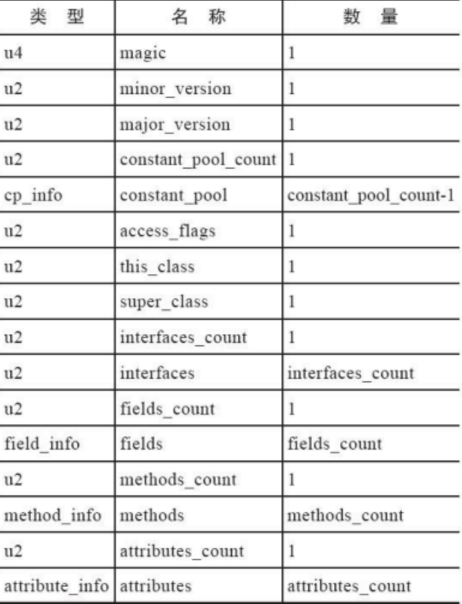 类 型 名 称 数 量
u4 magic 1
u2 minor_version 1
u2 major_version 1
u2 constant_pool_count 1
cp_info constant_pool constant_pool_count-1
u2 access_flags 1
u2 this_class 1
u2 super_class 1
u2 interfaces_count 1
u2 interfaces interfaces_count
u2 fields_count 1
field_info fields fields_count
u2 methods_count 1
method_info methods methods_count
u2 attributes_count 1
attribute_info attributes attributes_count